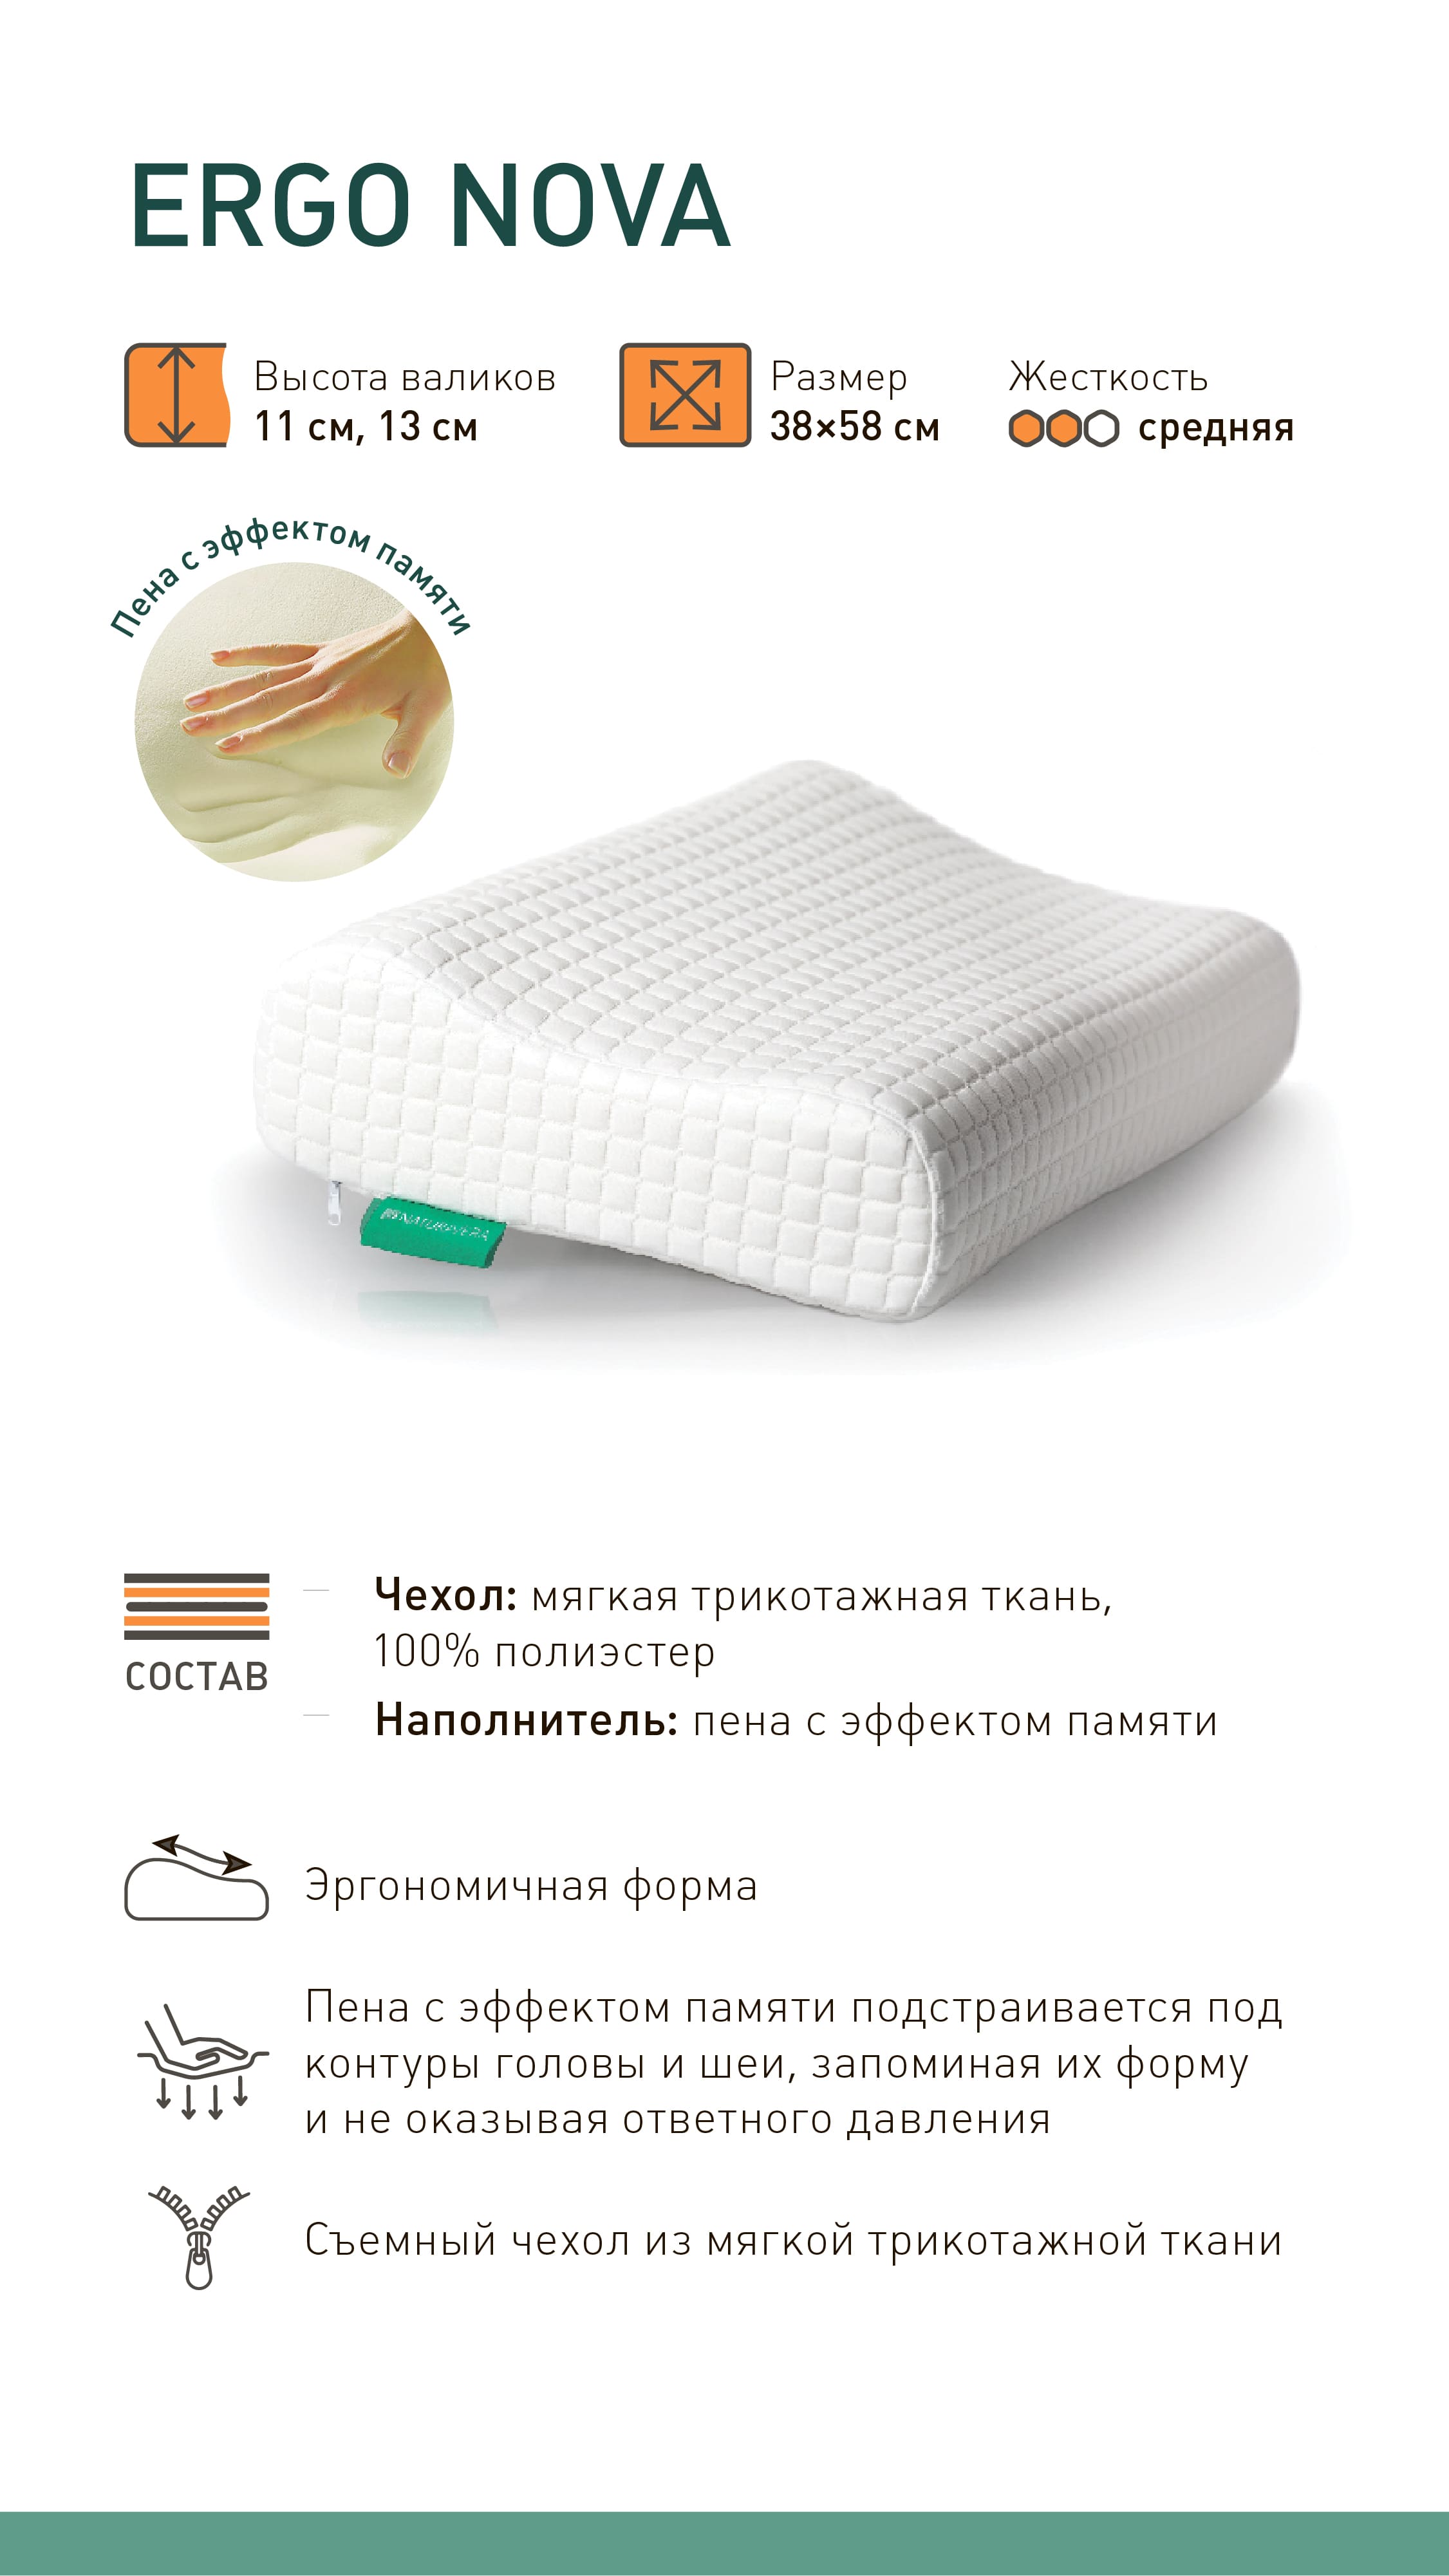 ERGO NOVA
Высота валиков
11 см, 13 см
Размер
38×58 см
Жесткость
средняя
Пена с эффектом памяти
NATURAVERA
СОСТАВ
Чехол: мягкая трикотажная ткань,
100% полиэстер
Наполнитель: пена с эффектом памяти
Эргономичная форма
Пена с эффектом памяти подстраивается под
контуры головы и шеи, запоминая их форму
и не оказывая ответного давления
Съемный чехол из мягкой трикотажной ткани